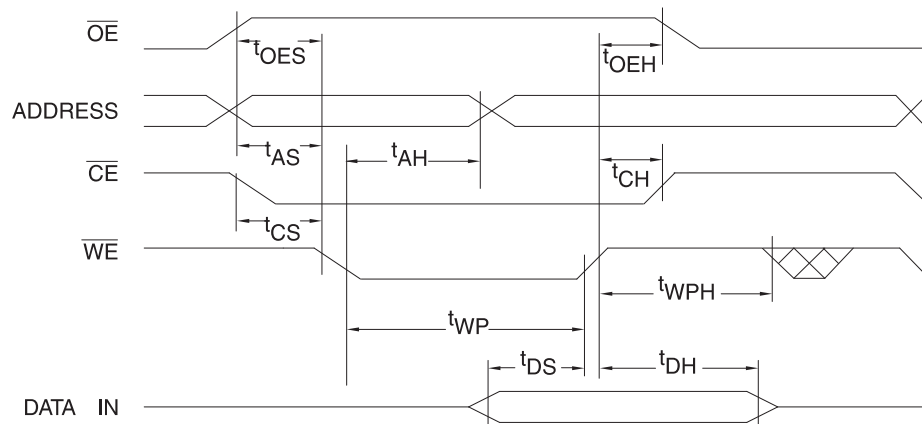 OE
tOES
tOEH
ADDRESS
tAS
tAH
CE
tCH
tCS
WE
tWPH
tWP
tDS
tDH
DATA IN